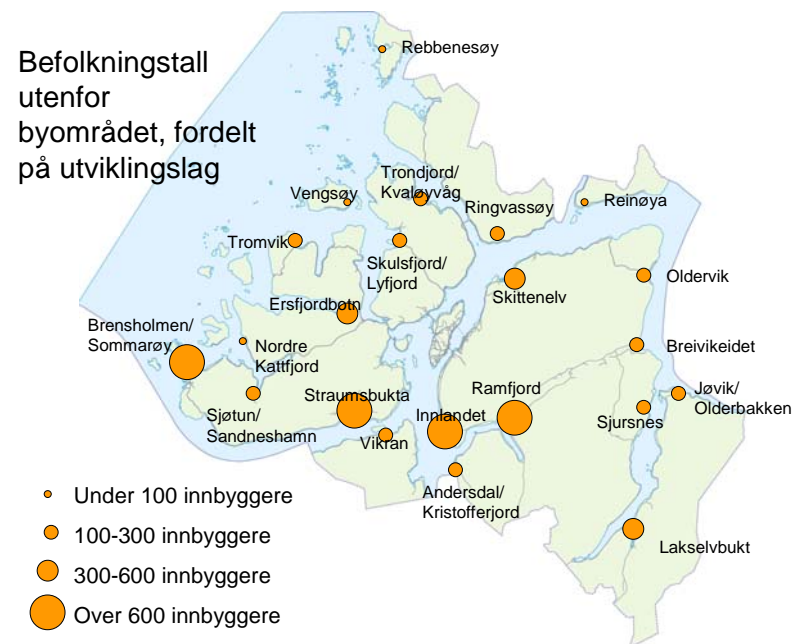 Befolkningstall
utenfor
byområdet, fordelt
på utviklingslag
Rebbenesøy
Trondjord/
Kvaløyvåg
Vengsøy
Ringvassøy
Reinøya
Tromvik
Skulsfjord/
Lyfjord
Skittenelv
Oldervik
Ersfjordbotn
Brensholmen/
Sommarøy
Nordre
Kattfjord
Breivikeidet
Straumsbukta
Ramfjord
Jøvik/
Olderbakken
Sjøtun/
Sandneshamn
Innlandet
Sjursnes
Vikran
Andersdal/
Kristofferjord
Lakselvbukt
Under 100 innbyggere
100-300 innbyggere
300-600 innbyggere
Over 600 innbyggere